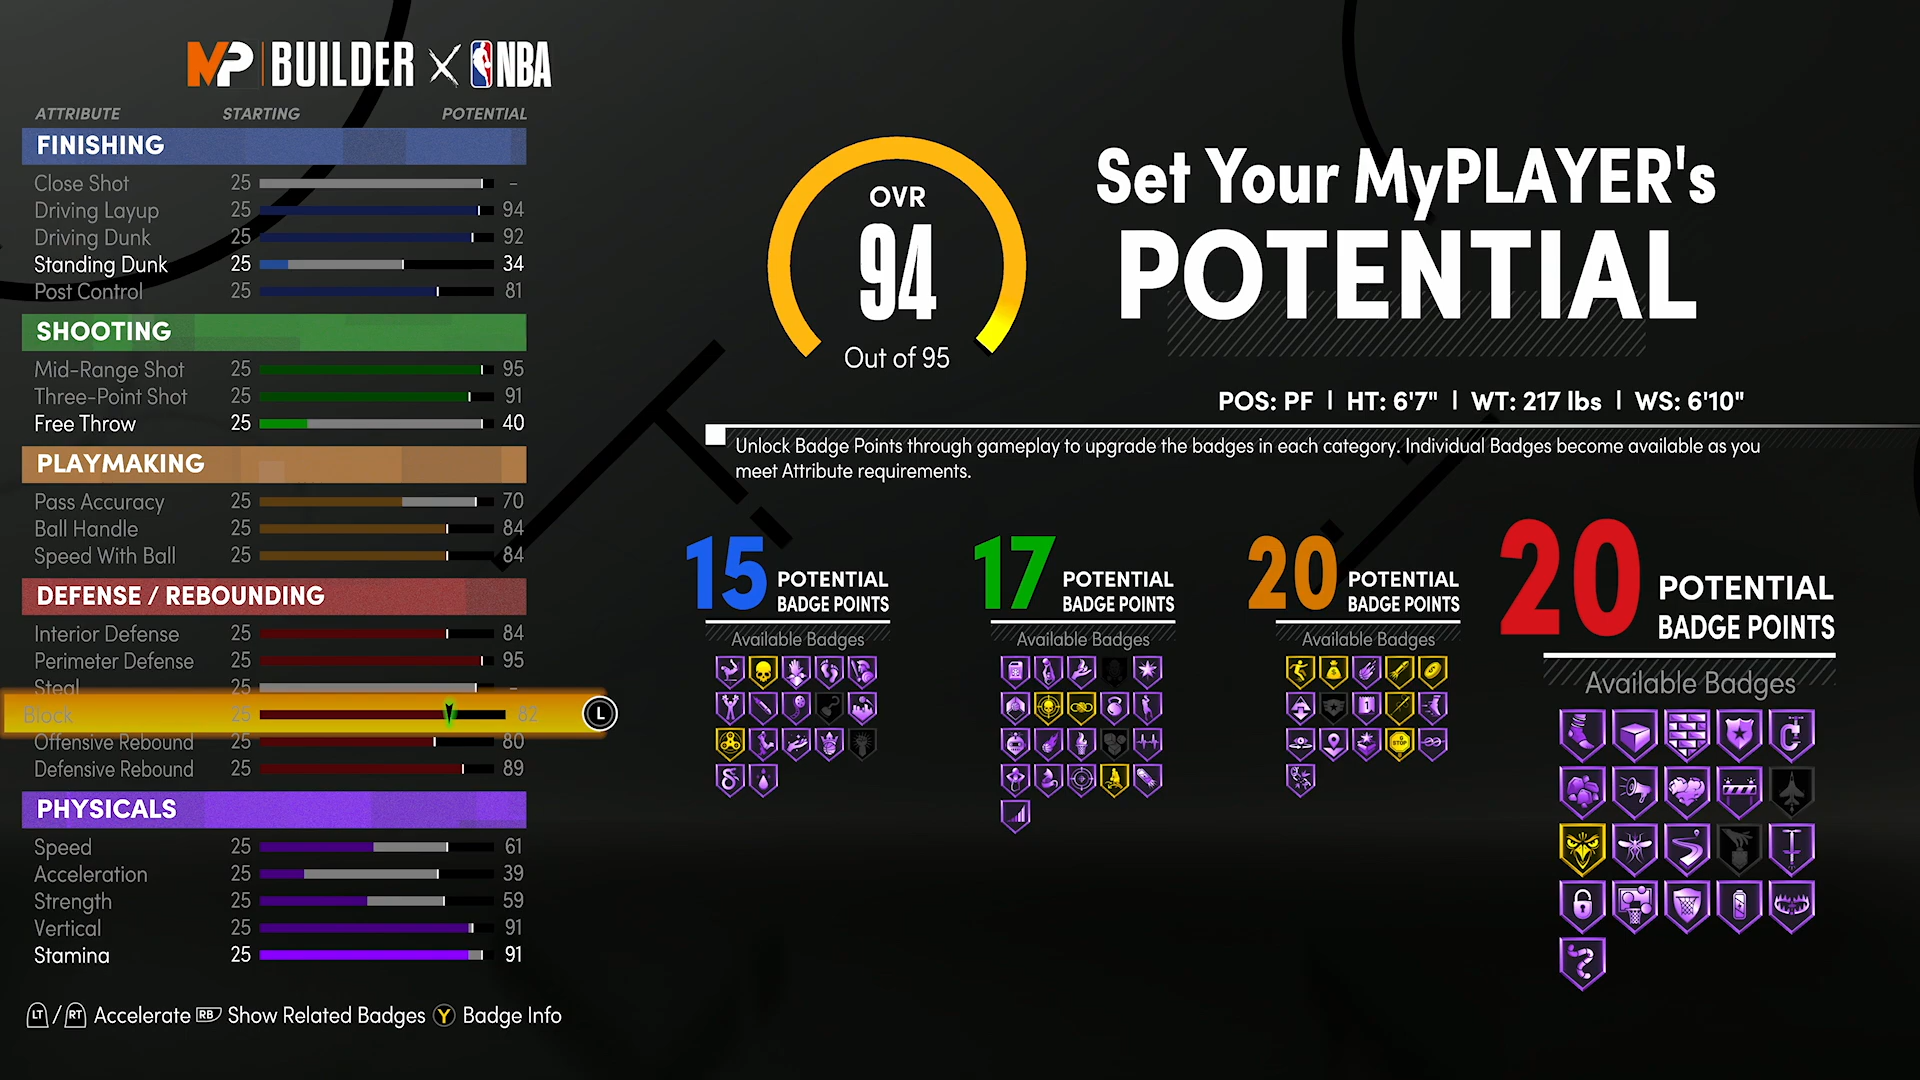 MP | BUILDER X NBA
ATTRIBUTE STARTING POTENTIAL
FINISHING
Close Shot 25 -
Driving Layup 25 94
Driving Dunk 25 92
Standing Dunk 25 34
Post Control 25 81
SHOOTING
Mid-Range Shot 25 95
Three-Point Shot 25 91
Free Throw 25 40
PLAYMAKING
Pass Accuracy 25 70
Ball Handle 25 84
Speed With Ball 25 84
DEFENSE / REBOUNDING
Interior Defense 25 84
Perimeter Defense 25 95
Steal 25 -
Block 25 82 L
Offensive Rebound 25 80
Defensive Rebound 25 89
PHYSICALS
Speed 25 61
Acceleration 25 39
Strength 25 59
Vertical 25 91
Stamina 25 91
LT / RT Accelerate RB Show Related Badges Y Badge Info
OVR
94
Out of 95
Set Your MyPLAYER's
POTENTIAL
POS: PF | HT: 6'7" | WT: 217 lbs | WS: 6'10"
Unlock Badge Points through gameplay to upgrade the badges in each category. Individual Badges become available as you
meet Attribute requirements.
15 POTENTIAL BADGE POINTS
Available Badges
17 POTENTIAL BADGE POINTS
Available Badges
20 POTENTIAL BADGE POINTS
Available Badges
STOP
20 POTENTIAL BADGE POINTS
Available Badges